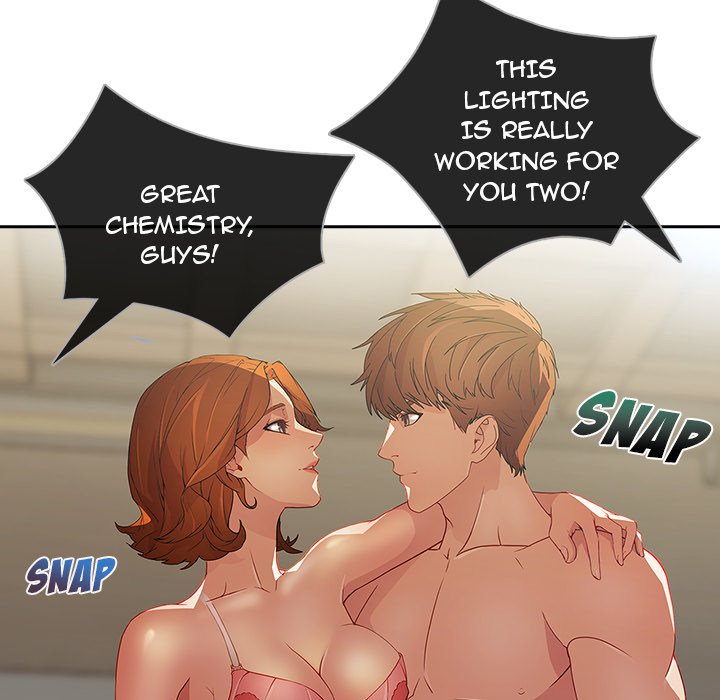 THIS
LIGHTING
IS REALLY
WORKING FOR
YOU TWO!
GREAT
CHEMISTRY,
GUYS!
SNAP
SNAP